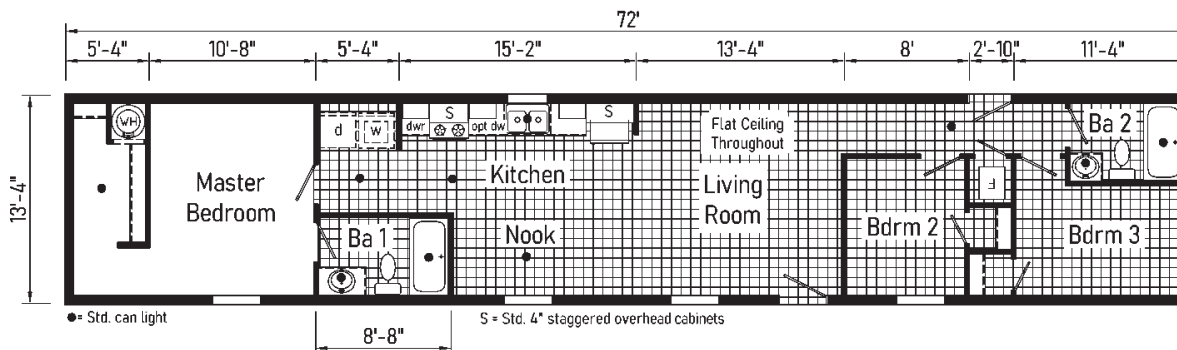 72'
5'-4" 10'-8" 5'-4" 15'-2" 13'-4" 8' 2'-10" 11'-4"
13'-4"
WH
d w
dwr
S
opt dw
S
Flat Ceiling
Throughout
Ba 2
Master
Bedroom
Kitchen
Living
Room
F
Ba 1
Nook
Bdrm 2
Bdrm 3
●= Std. can light
S = Std. 4" staggered overhead cabinets
8'-8"